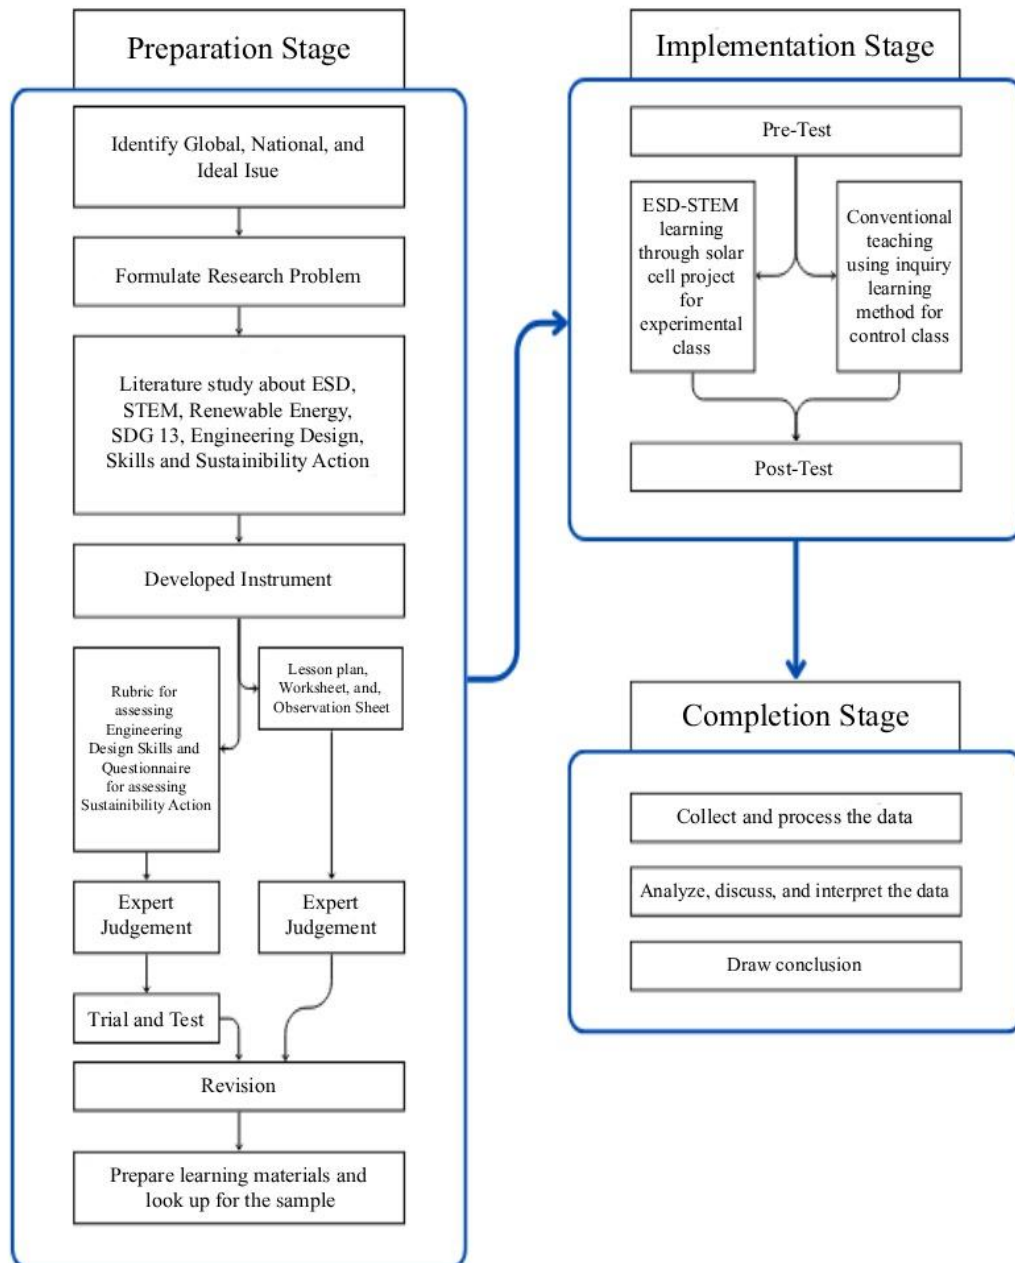 Preparation Stage
Identify Global, National, and
Ideal Isue
Formulate Research Problem
Literature study about ESD,
STEM, Renewable Energy,
SDG 13, Engineering Design,
Skills and Sustainibility Action
Developed Instrument
Rubric for
assessing
Engineering
Design Skills and
Questionnaire
for assessing
Sustainibility Action
Lesson plan,
Worksheet, and,
Observation Sheet
Expert
Judgement
Expert
Judgement
Trial and Test
Revision
Prepare learning materials and
look up for the sample
Implementation Stage
Pre-Test
ESD-STEM
learning
through solar
cell project
for
experimental
class
Conventional
teaching
using inquiry
learning
method for
control class
Post-Test
Completion Stage
Collect and process the data
Analyze, discuss, and interpret the data
Draw conclusion